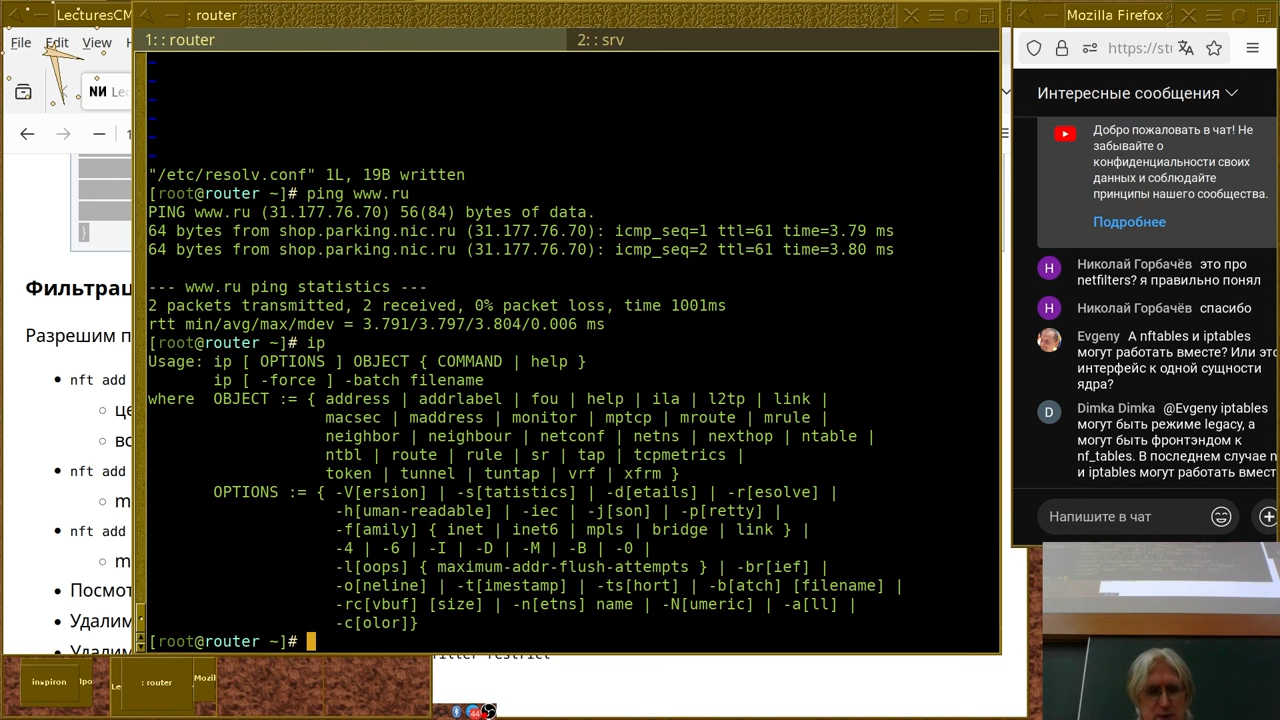 LecturesCM
: router
Mozilla Firefox
File Edit View
1: : router
2: : srv
https://stu
NИ Lec
Интересные сообщения
Добро пожаловать в чат! Не
забывайте о
конфиденциальности своих
данных и соблюдайте
принципы нашего сообщества.
Подробнее
Николай Горбачёв это про
netfilters? я правильно понял
Николай Горбачёв спасибо
Evgeny А nftables и iptables
могут работать вместе? Или это
интерфейс к одной сущности
ядра?
Dimka Dimka @Evgeny iptables
могут быть режиме legacy, а
могут быть фронтэндом к
nf_tables. В последнем случае n
и iptables могут работать вмест
Напишите в чат
}
Фильтрац
Разрешим п
nft add
це
вс
nft add
m
nft add
m
Посмот
Удалим
Удалим
~
~
~
~
~
~
"/etc/resolv.conf" 1L, 19B written
[root@router ~]# ping www.ru
PING www.ru (31.177.76.70) 56(84) bytes of data.
64 bytes from shop.parking.nic.ru (31.177.76.70): icmp_seq=1 ttl=61 time=3.79 ms
64 bytes from shop.parking.nic.ru (31.177.76.70): icmp_seq=2 ttl=61 time=3.80 ms
--- www.ru ping statistics ---
2 packets transmitted, 2 received, 0% packet loss, time 1001ms
rtt min/avg/max/mdev = 3.791/3.797/3.804/0.006 ms
[root@router ~]# ip
Usage: ip [ OPTIONS ] OBJECT { COMMAND | help }
ip [ -force ] -batch filename
where OBJECT := { address | addrlabel | fou | help | ila | l2tp | link |
macsec | maddress | monitor | mptcp | mroute | mrule |
neighbor | neighbour | netconf | netns | nexthop | ntable |
ntbl | route | rule | sr | tap | tcpmetrics |
token | tunnel | tuntap | vrf | xfrm }
OPTIONS := { -V[ersion] | -s[tatistics] | -d[etails] | -r[esolve] |
-h[uman-readable] | -iec | -j[son] | -p[retty] |
-f[amily] { inet | inet6 | mpls | bridge | link } |
-4 | -6 | -I | -D | -M | -B | -0 |
-l[oops] { maximum-addr-flush-attempts } | -br[ief] |
-o[neline] | -t[imestamp] | -ts[hort] | -b[atch] [filename] |
-rc[vbuf] [size] | -n[etns] name | -N[umeric] | -a[ll] |
-c[olor]}
[root@router ~]#
inspiron
: router
Mozil